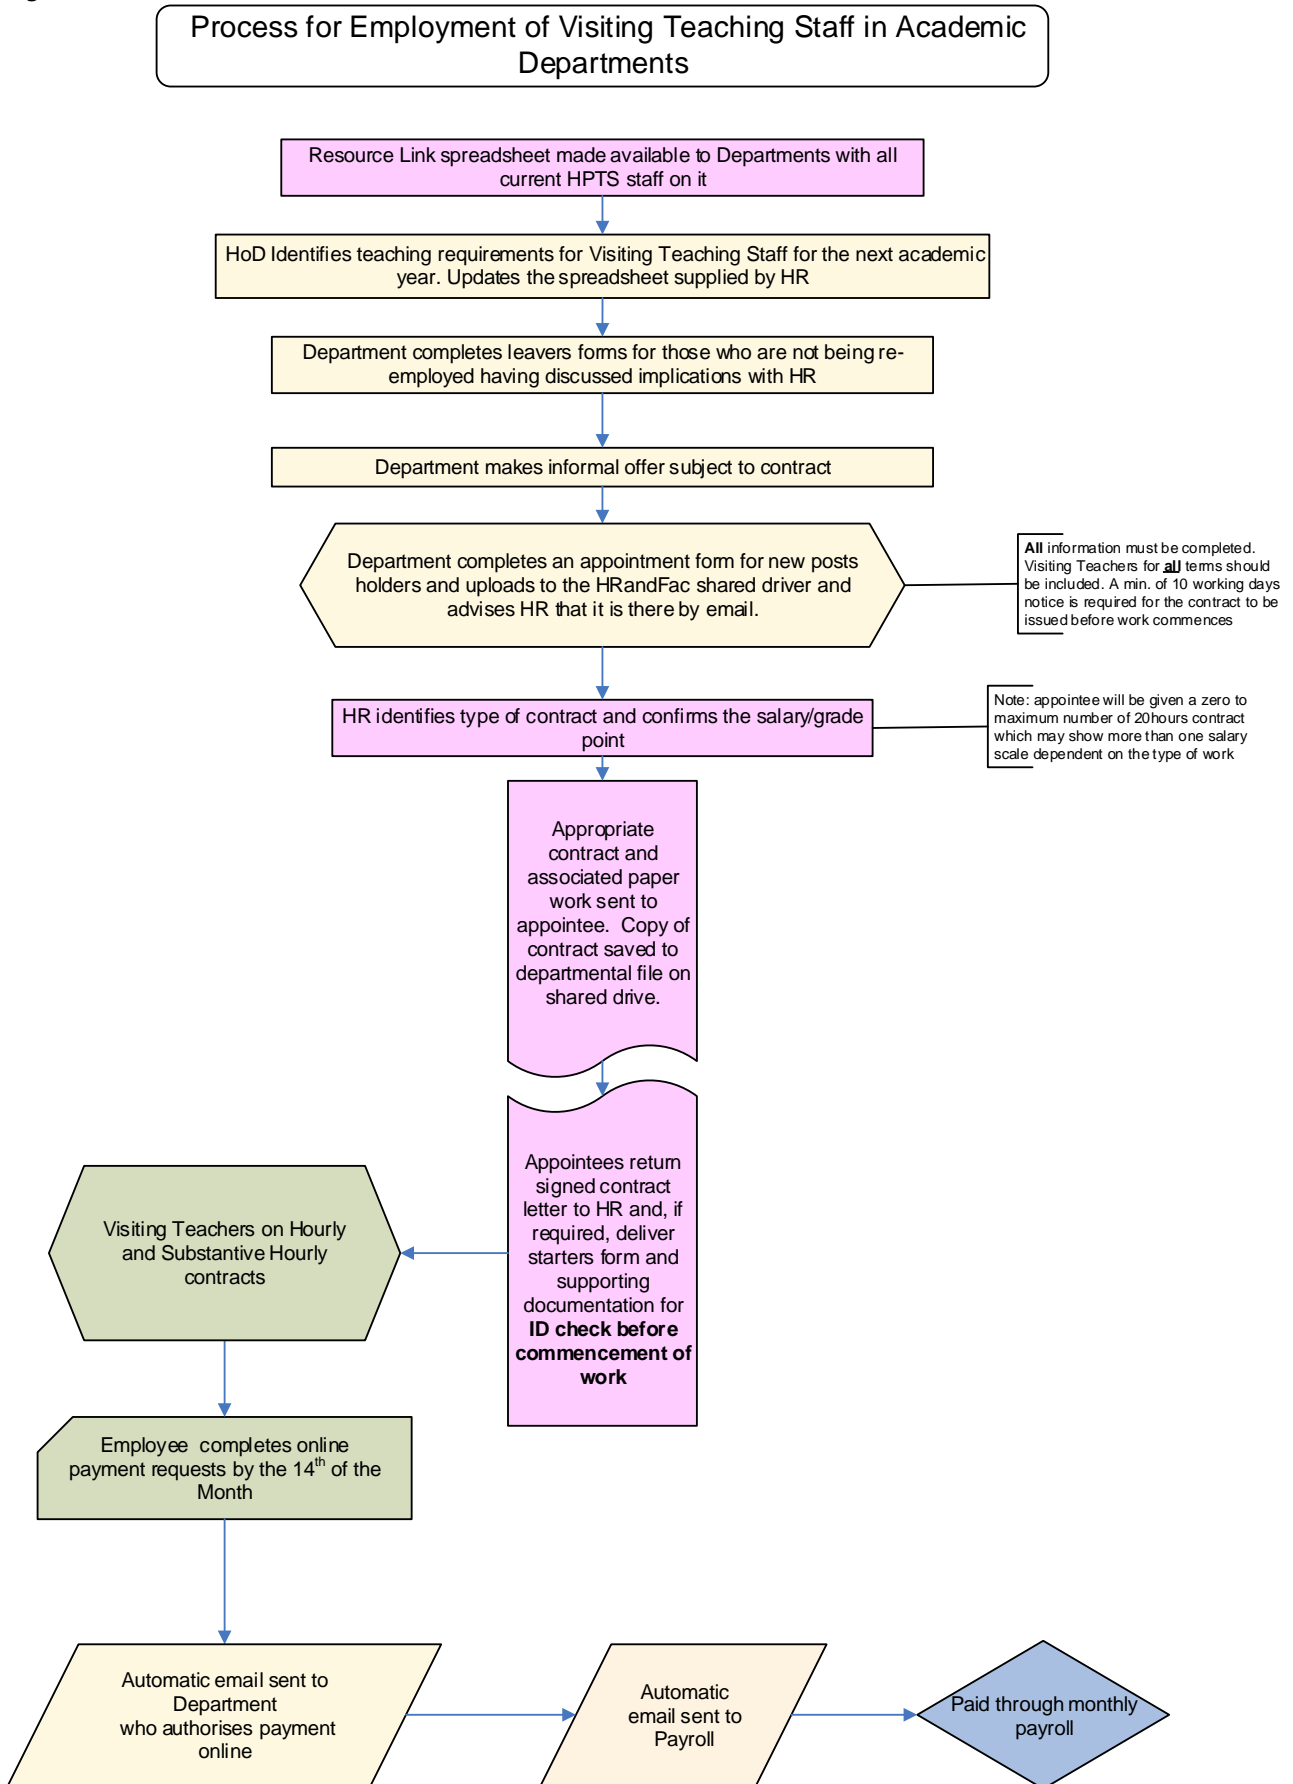 Process for Employment of Visiting Teaching Staff in Academic
Departments
Resource Link spreadsheet made available to Departments with all
current HPTS staff on it
HoD Identifies teaching requirements for Visiting Teaching Staff for the next academic
year. Updates the spreadsheet supplied by HR
Department completes leavers forms for those who are not being re-
employed having discussed implications with HR
Department makes informal offer subject to contract
Department completes an appointment form for new posts
holders and uploads to the HRandFac shared driver and
advises HR that it is there by email.
All information must be completed.
Visiting Teachers for all terms should
be included. A min. of 10 working days
notice is required for the contract to be
issued before work commences
HR identifies type of contract and confirms the salary/grade
point
Note: appointee will be given a zero to
maximum number of 20hours contract
which may show more than one salary
scale dependent on the type of work
Appropriate
contract and
associated paper
work sent to
appointee.  Copy of
contract saved to
departmental file on
shared drive.
Appointees return
signed contract
letter to HR and, if
required, deliver
starters form and
supporting
documentation for
ID check before
commencement of
work
Visiting Teachers on Hourly
and Substantive Hourly
contracts
Employee  completes online
payment requests by the 14th of the
Month
Automatic email sent to
Department
who authorises payment
online
Automatic
email sent to
Payroll
Paid through monthly
payroll